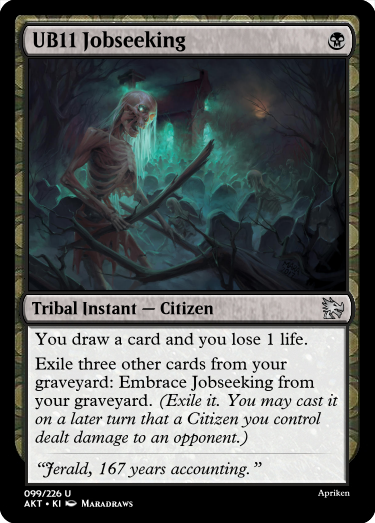 UB11 Jobseeking
Tribal Instant — Citizen
You draw a card and you lose 1 life.
Exile three other cards from your
graveyard: Embrace Jobseeking from
your graveyard. (Exile it. You may cast it
on a later turn that a Citizen you control
dealt damage to an opponent.)
“Jerald, 167 years accounting.”
099/226 U
Apriken
AKT • KI Maradraws